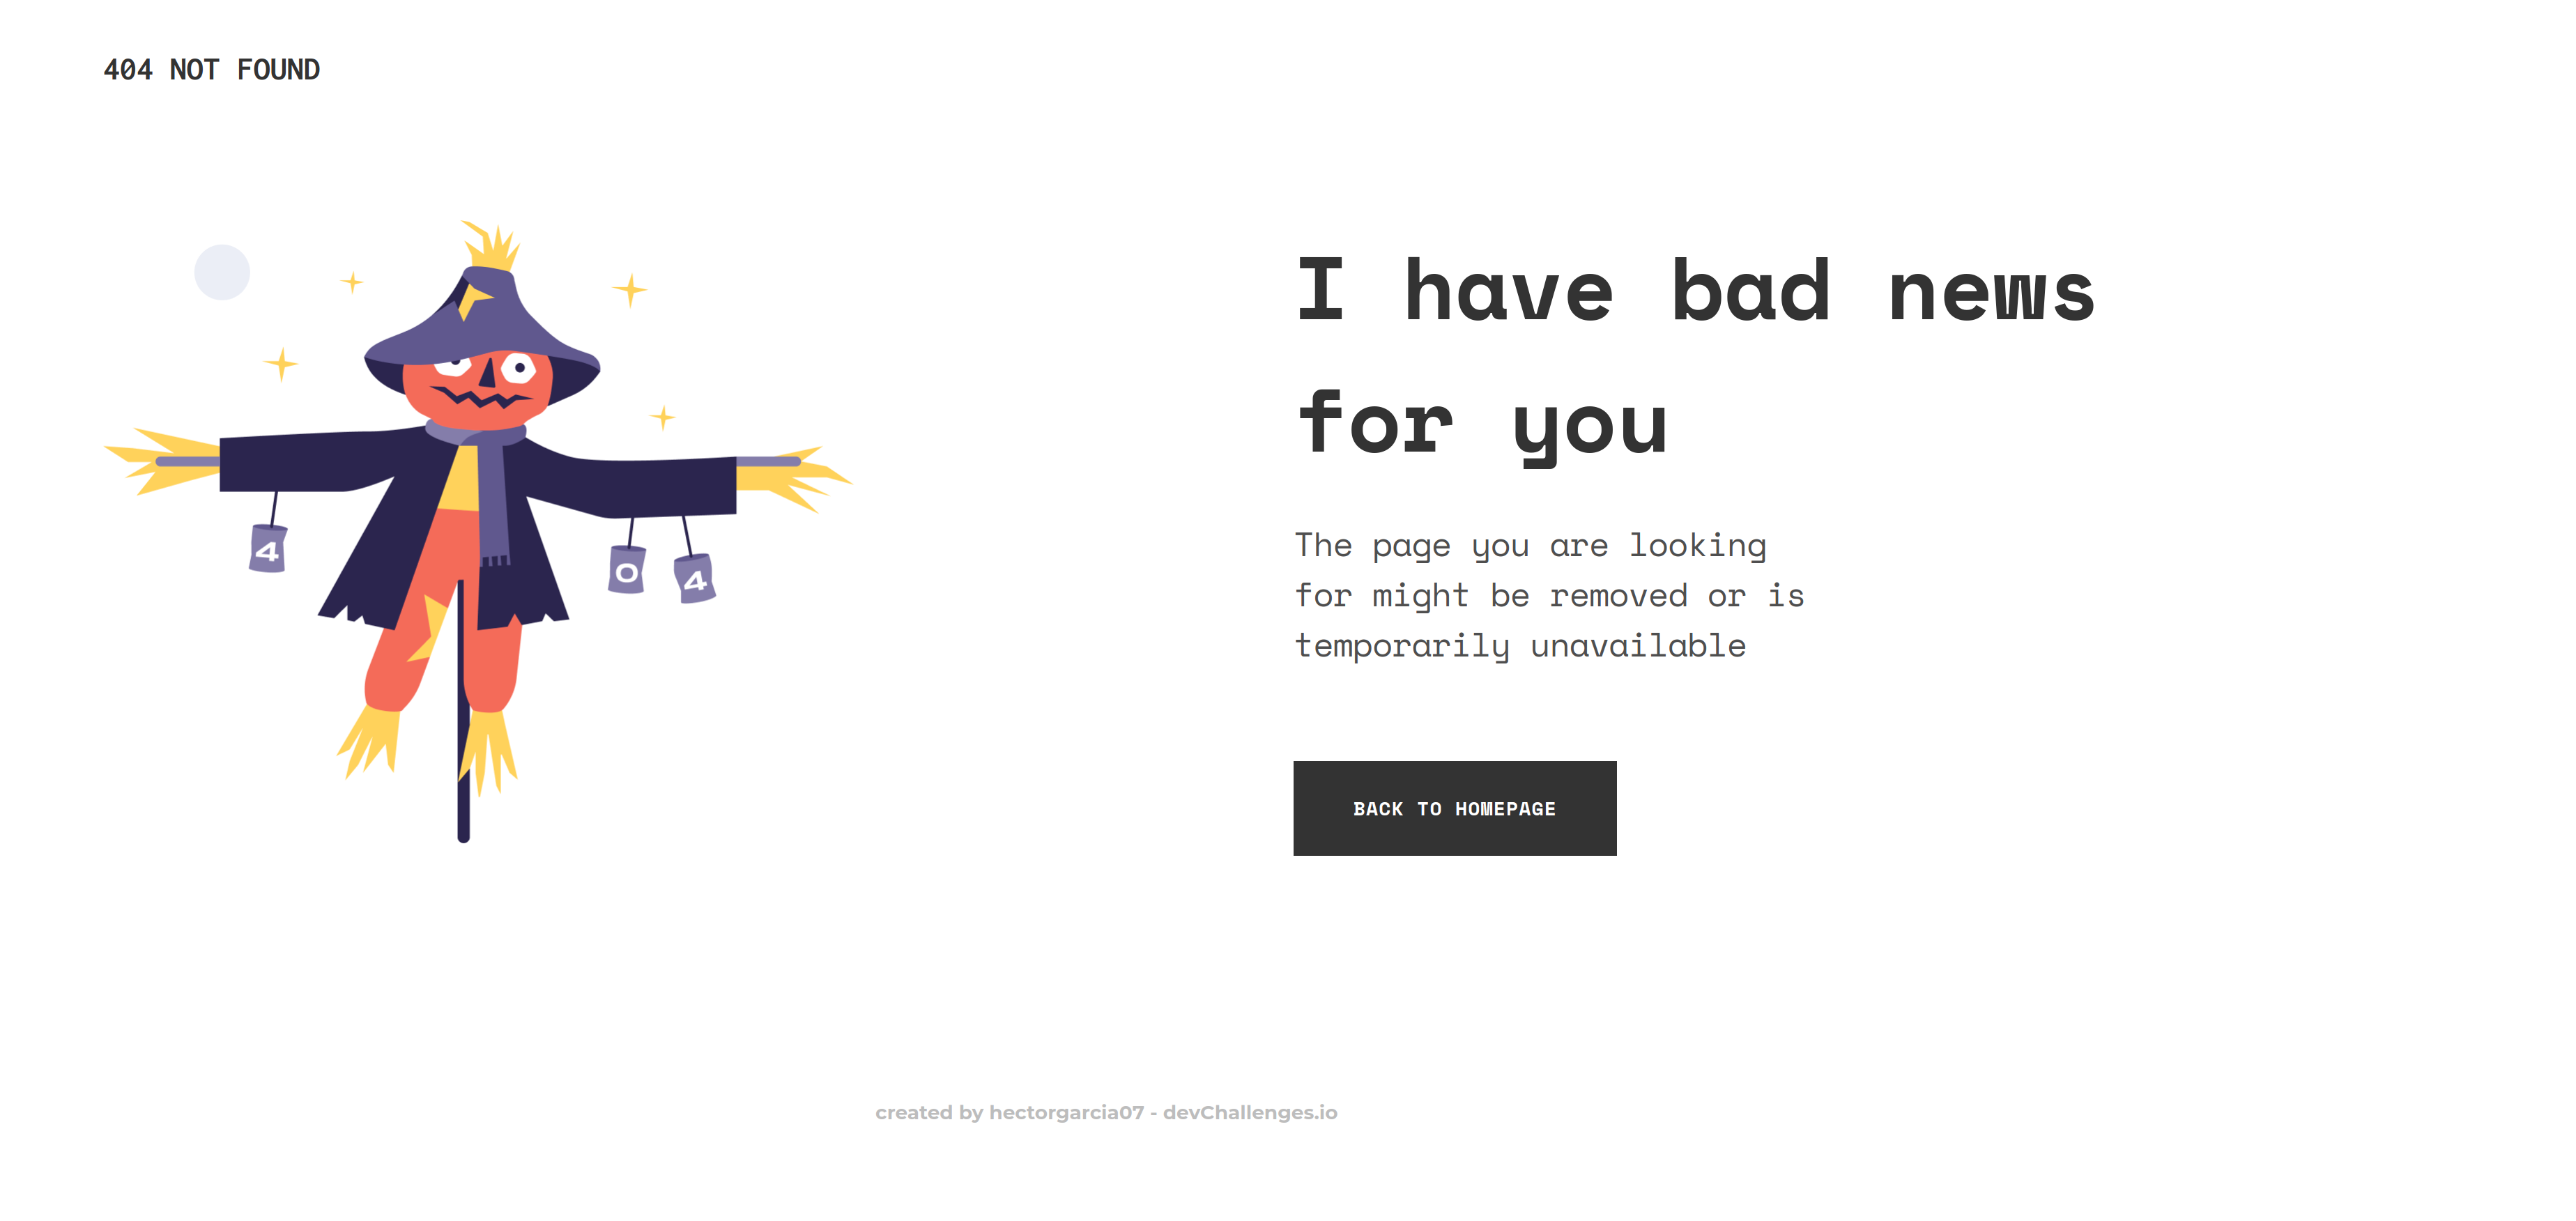 404 NOT FOUND
4
0
4
I have bad news
for you
The page you are looking
for might be removed or is
temporarily unavailable
BACK TO HOMEPAGE
created by hectorgarcia07 - devChallenges.io